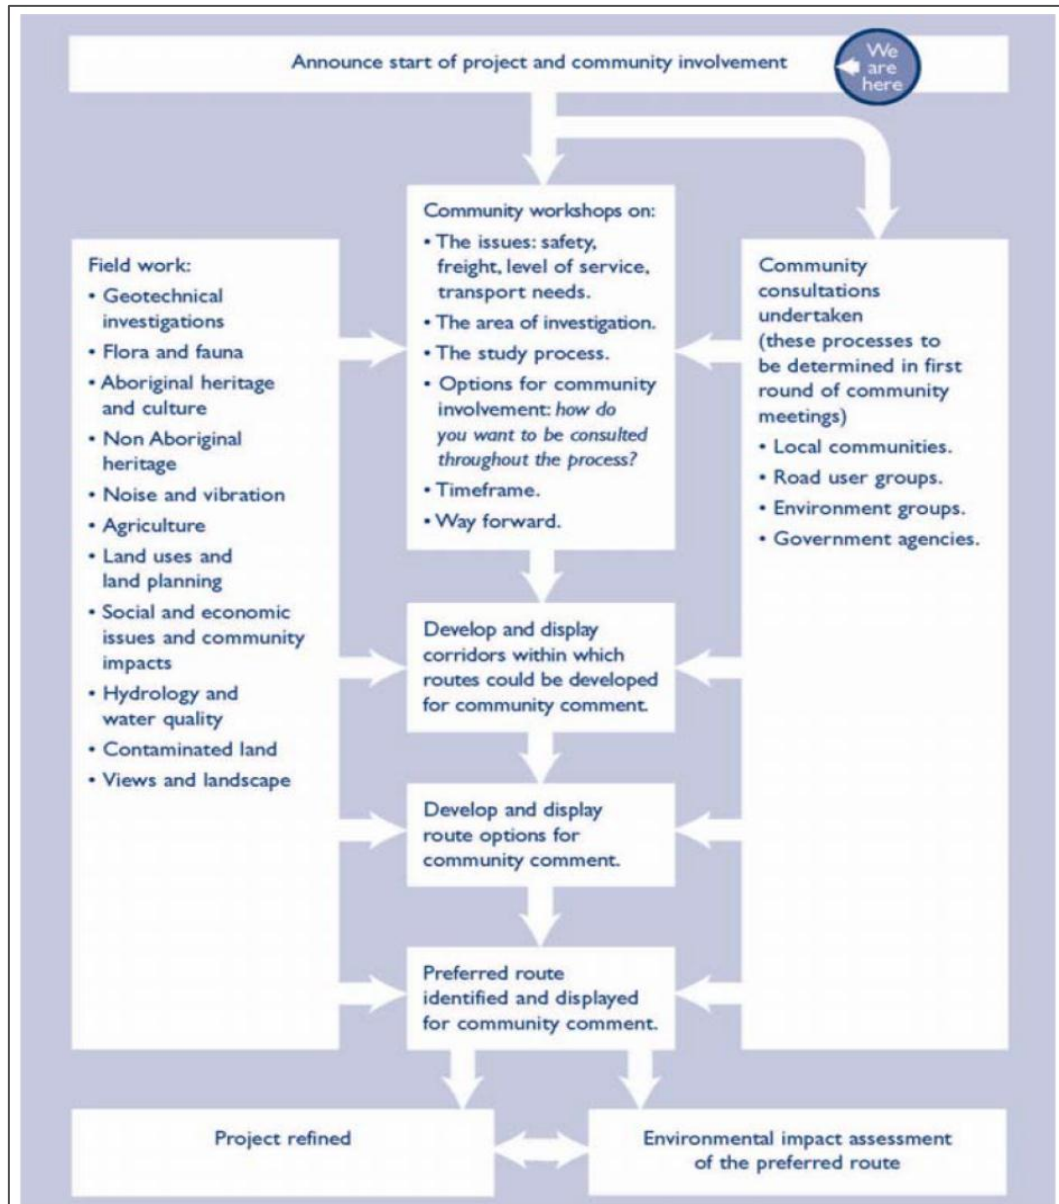 Announce start of project and community involvement
We
are
here
Community workshops on:
• The issues: safety,
freight, level of service,
transport needs.
• The area of investigation.
• The study process.
• Options for community
involvement: how do
you want to be consulted
throughout the process?
• Timeframe.
• Way forward.
Field work:
• Geotechnical
investigations
• Flora and fauna
• Aboriginal heritage
and culture
• Non Aboriginal
heritage
• Noise and vibration
• Agriculture
• Land uses and
land planning
• Social and economic
issues and community
impacts
• Hydrology and
water quality
• Contaminated land
• Views and landscape
Community
consultations
undertaken
(these processes to
be determined in first
round of community
meetings)
• Local communities.
• Road user groups.
• Environment groups.
• Government agencies.
Develop and display
corridors within which
routes could be developed
for community comment.
Develop and display
route options for
community comment.
Preferred route
identified and displayed
for community comment.
Project refined
Environmental impact assessment
of the preferred route